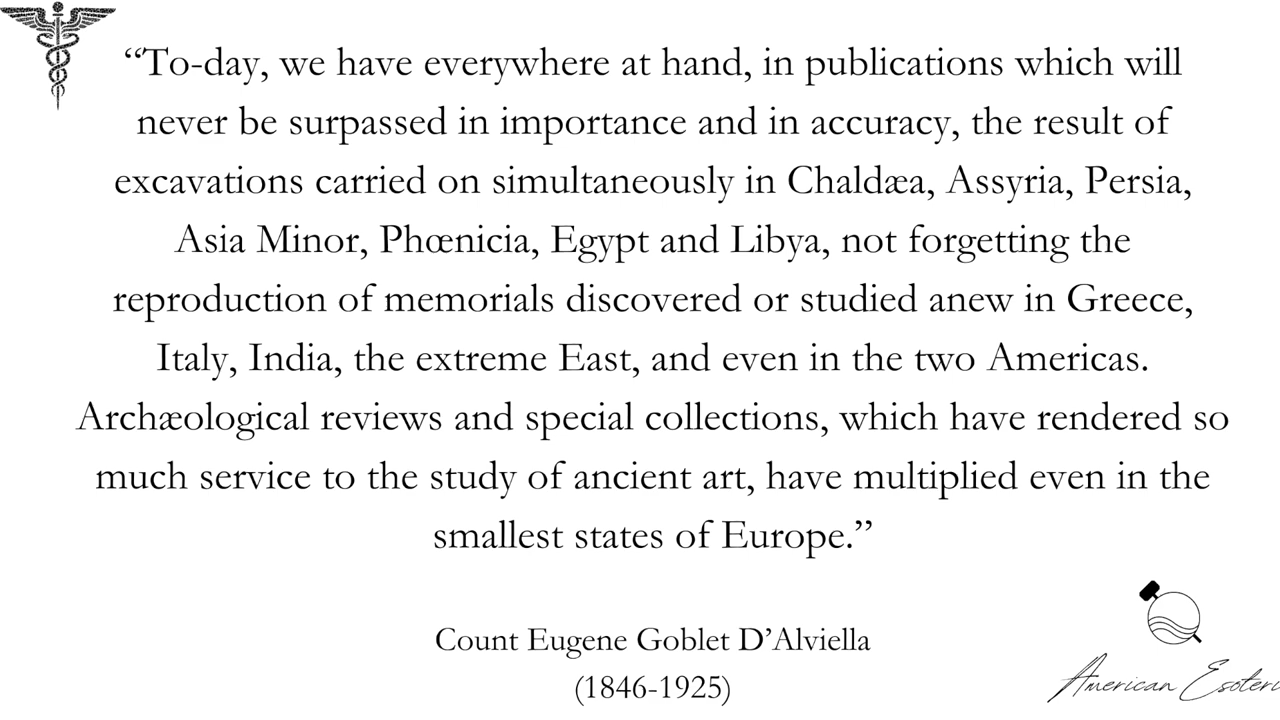 “To-day, we have everywhere at hand, in publications which will
never be surpassed in importance and in accuracy, the result of
excavations carried on simultaneously in Chaldæa, Assyria, Persia,
Asia Minor, Phœnicia, Egypt and Libya, not forgetting the
reproduction of memorials discovered or studied anew in Greece,
Italy, India, the extreme East, and even in the two Americas.
Archæological reviews and special collections, which have rendered so
much service to the study of ancient art, have multiplied even in the
smallest states of Europe.”
Count Eugene Goblet D’Alviella
(1846-1925)
American Esoteri